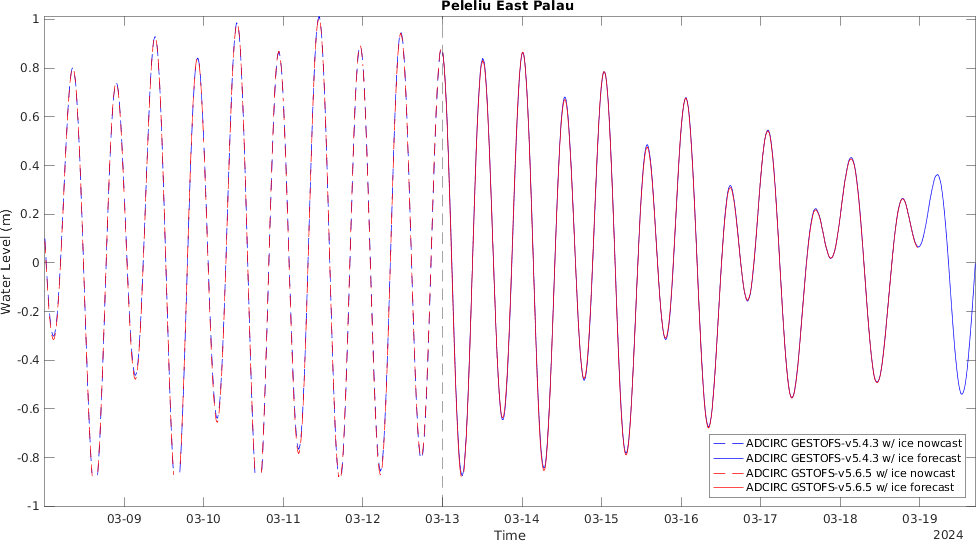 Peleliu East Palau
Water Level (m)
1
0.8
0.6
0.4
0.2
0
-0.2
-0.4
-0.6
-0.8
-1
ADCIRC GESTOFS-v5.4.3 w/ ice nowcast
ADCIRC GESTOFS-v5.4.3 w/ ice forecast
ADCIRC GSTOFS-v5.6.5 w/ ice nowcast
ADCIRC GSTOFS-v5.6.5 w/ ice forecast
03-09 03-10 03-11 03-12 03-13 03-14 03-15 03-16 03-17 03-18 03-19
Time
2024